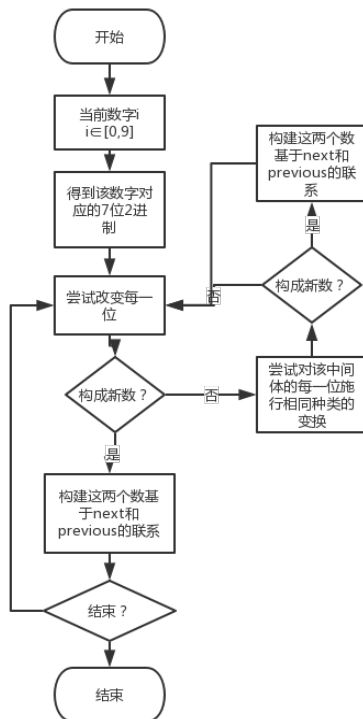 开始
当前数字i
i∈[0,9]
得到该数字对
应的7位2进
制
尝试改变每一
位
构成新数？
是
否
构建这两个数基
于next和
previous的联系
结束？
结束
构建这两个数
基于next和
previous的联
系
是
构成新数？
否
尝试对该中间
体的每一位施
行相同种类的
变换